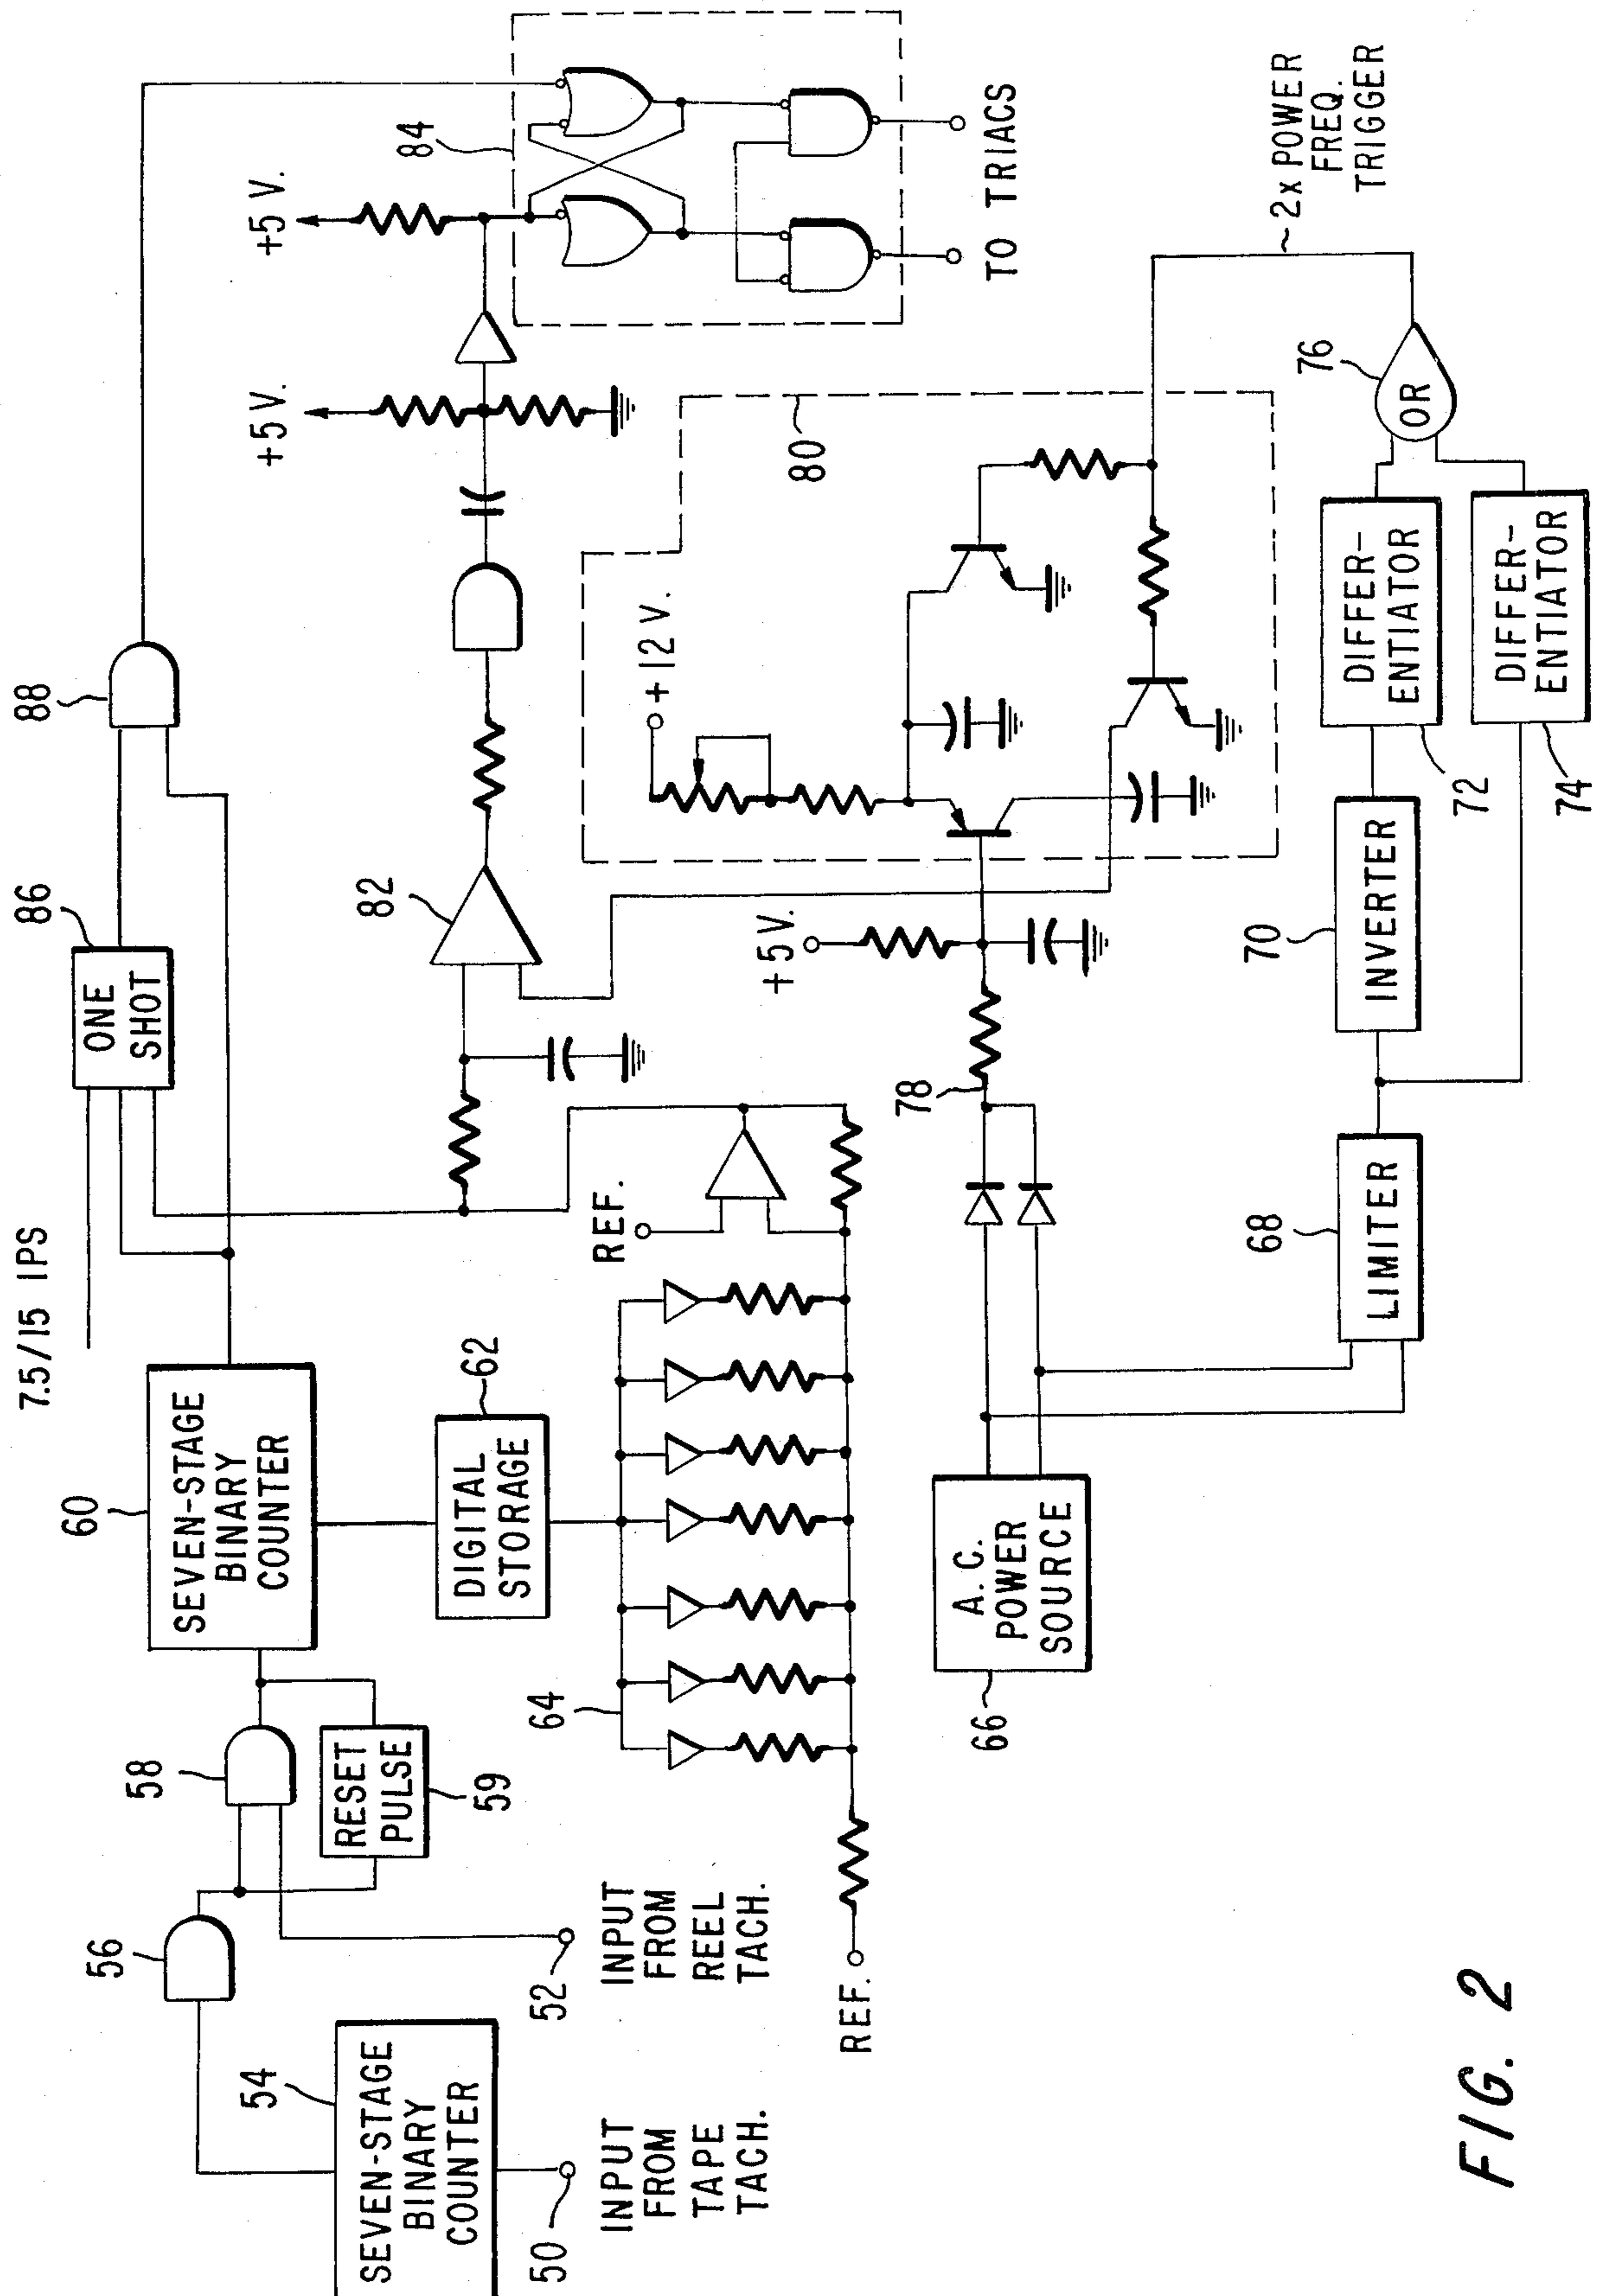 7.5/15 IPS
86
ONE
SHOT
88
60
SEVEN-STAGE
BINARY
COUNTER
58
56
RESET
PULSE
59
54
SEVEN-STAGE
BINARY
COUNTER
50
INPUT
FROM
TAPE
TACH.
52
INPUT
FROM
REEL
TACH.
62
DIGITAL
STORAGE
64
REF.
REF.
82
+5V.
+5 V.
84
TO TRIACS
+12 V.
80
+5V.
78
66
A.C.
POWER
SOURCE
68
LIMITER
70
INVERTER
72
DIFFER-
ENTIATOR
74
DIFFER-
ENTIATOR
76
OR
~2x POWER
FREQ.
TRIGGER
FIG. 2